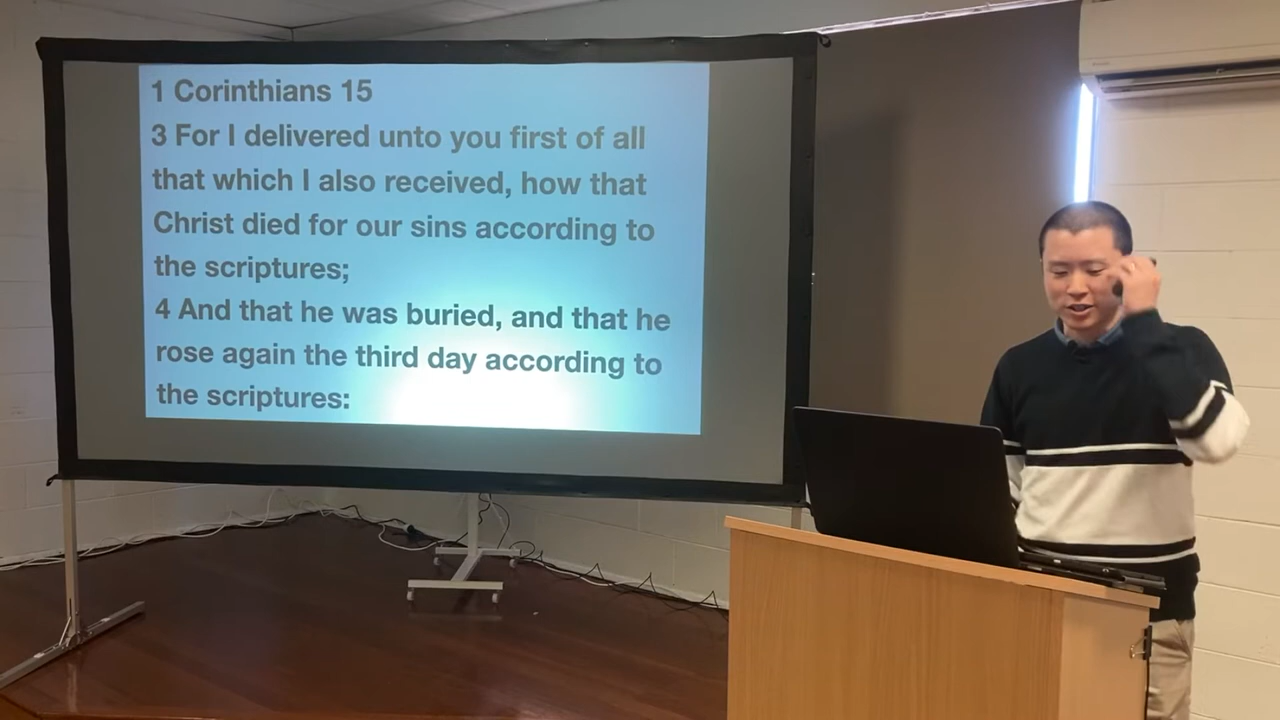 1 Corinthians 15
3 For I delivered unto you first of all
that which I also received, how that
Christ died for our sins according to
the scriptures;
4 And that he was buried, and that he
rose again the third day according to
the scriptures: